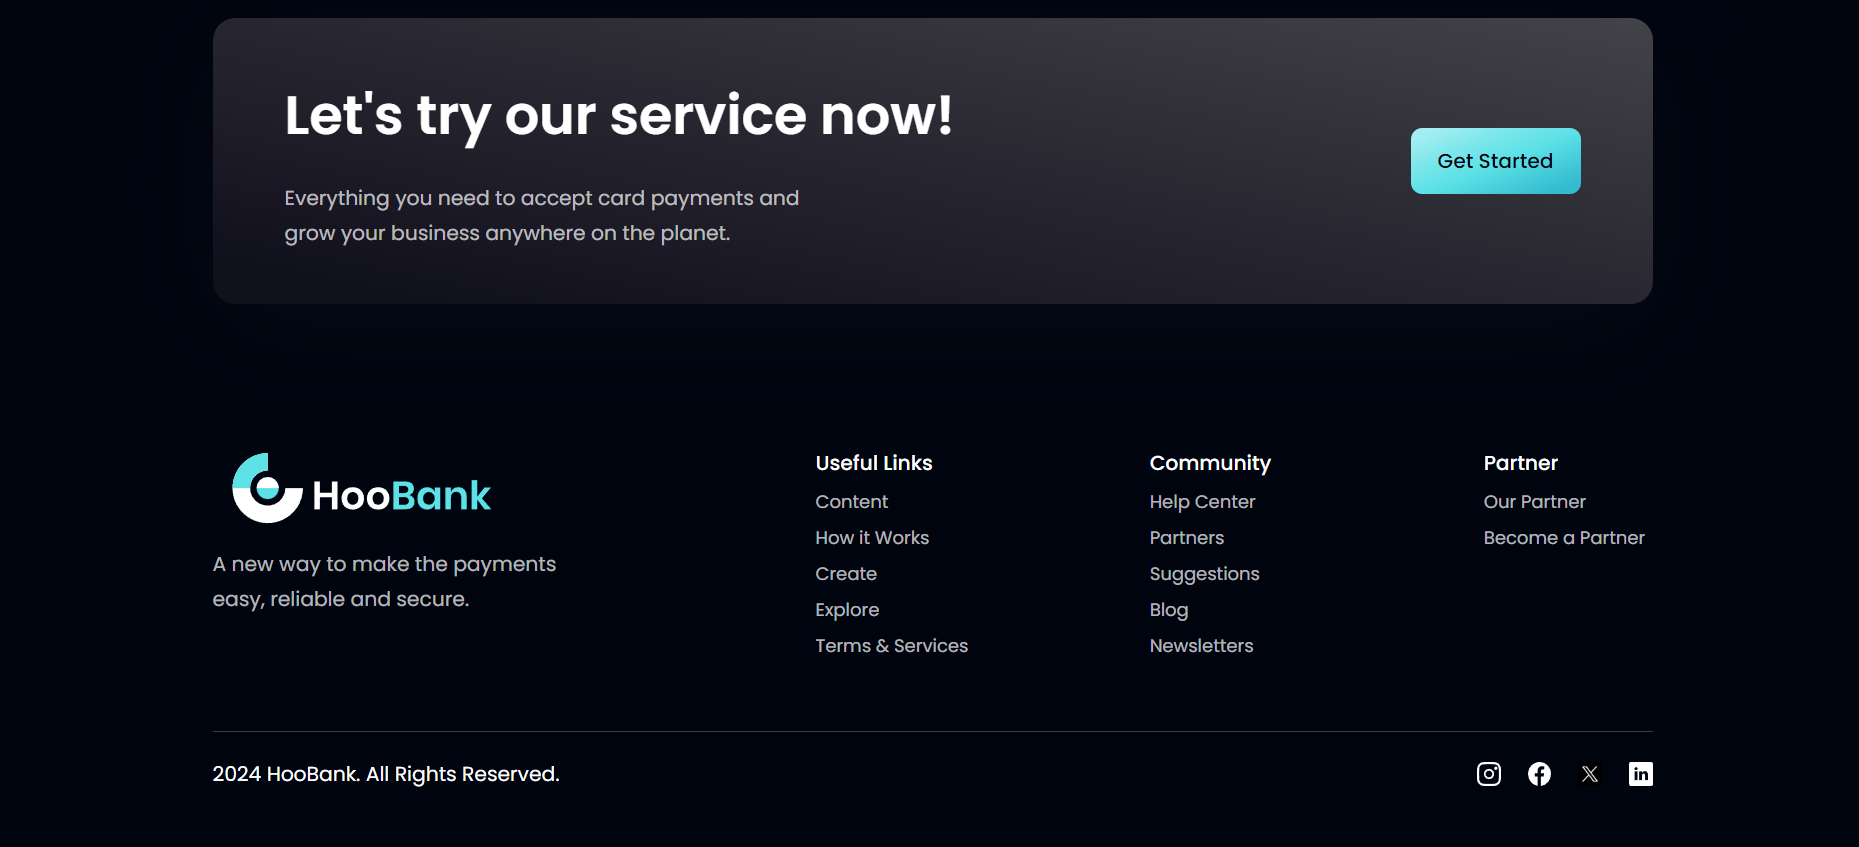 Let's try our service now!
Everything you need to accept card payments and
grow your business anywhere on the planet.
Get Started
HooBank
A new way to make the payments
easy, reliable and secure.
Useful Links
Content
How it Works
Create
Explore
Terms & Services
Community
Help Center
Partners
Suggestions
Blog
Newsletters
Partner
Our Partner
Become a Partner
2024 HooBank. All Rights Reserved.